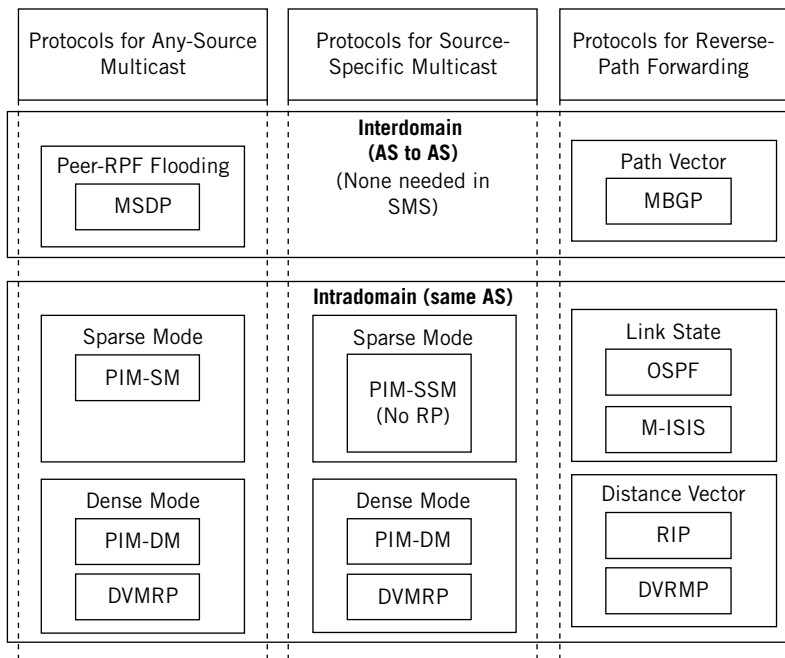 Protocols for Any-Source
Multicast
Protocols for Source-
Specific Multicast
Protocols for Reverse-
Path Forwarding
Interdomain
(AS to AS)
(None needed in
SMS)
Peer-RPF Flooding
MSDP
Path Vector
MBGP
Intradomain (same AS)
Sparse Mode
PIM-SM
Sparse Mode
PIM-SSM
(No RP)
Link State
OSPF
M-ISIS
Dense Mode
PIM-DM
DVMRP
Dense Mode
PIM-DM
DVMRP
Distance Vector
RIP
DVRMP